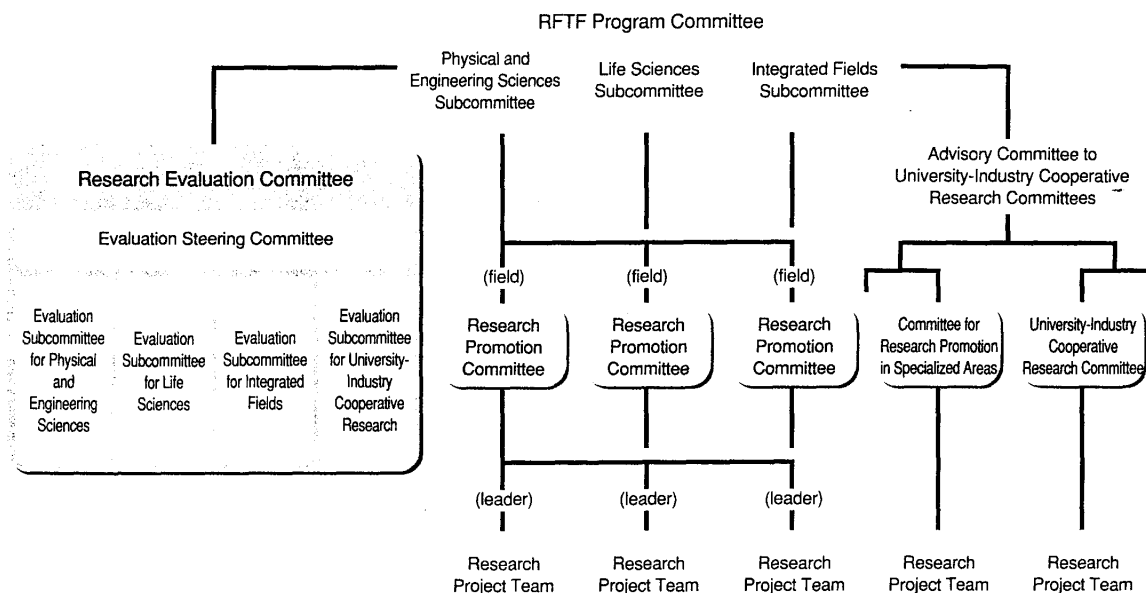 RFTF Program Committee
Physical and
Engineering Sciences
Subcommittee
Life Sciences
Subcommittee
Integrated Fields
Subcommittee
Research Evaluation Committee
Evaluation Steering Committee
Evaluation
Subcommittee
for Physical
and
Engineering
Sciences
Evaluation
Subcommittee
for Life
Sciences
Evaluation
Subcommittee
for Integrated
Fields
Evaluation
Subcommittee
for University-
Industry
Cooperative
Research
Advisory Committee to
University-Industry Cooperative
Research Committees
(field)
(field)
(field)
Research
Promotion
Committee
Research
Promotion
Committee
Research
Promotion
Committee
Committee for
Research Promotion
in Specialized Areas
University-Industry
Cooperative
Research Committee
(leader)
(leader)
(leader)
Research
Project Team
Research
Project Team
Research
Project Team
Research
Project Team
Research
Project Team